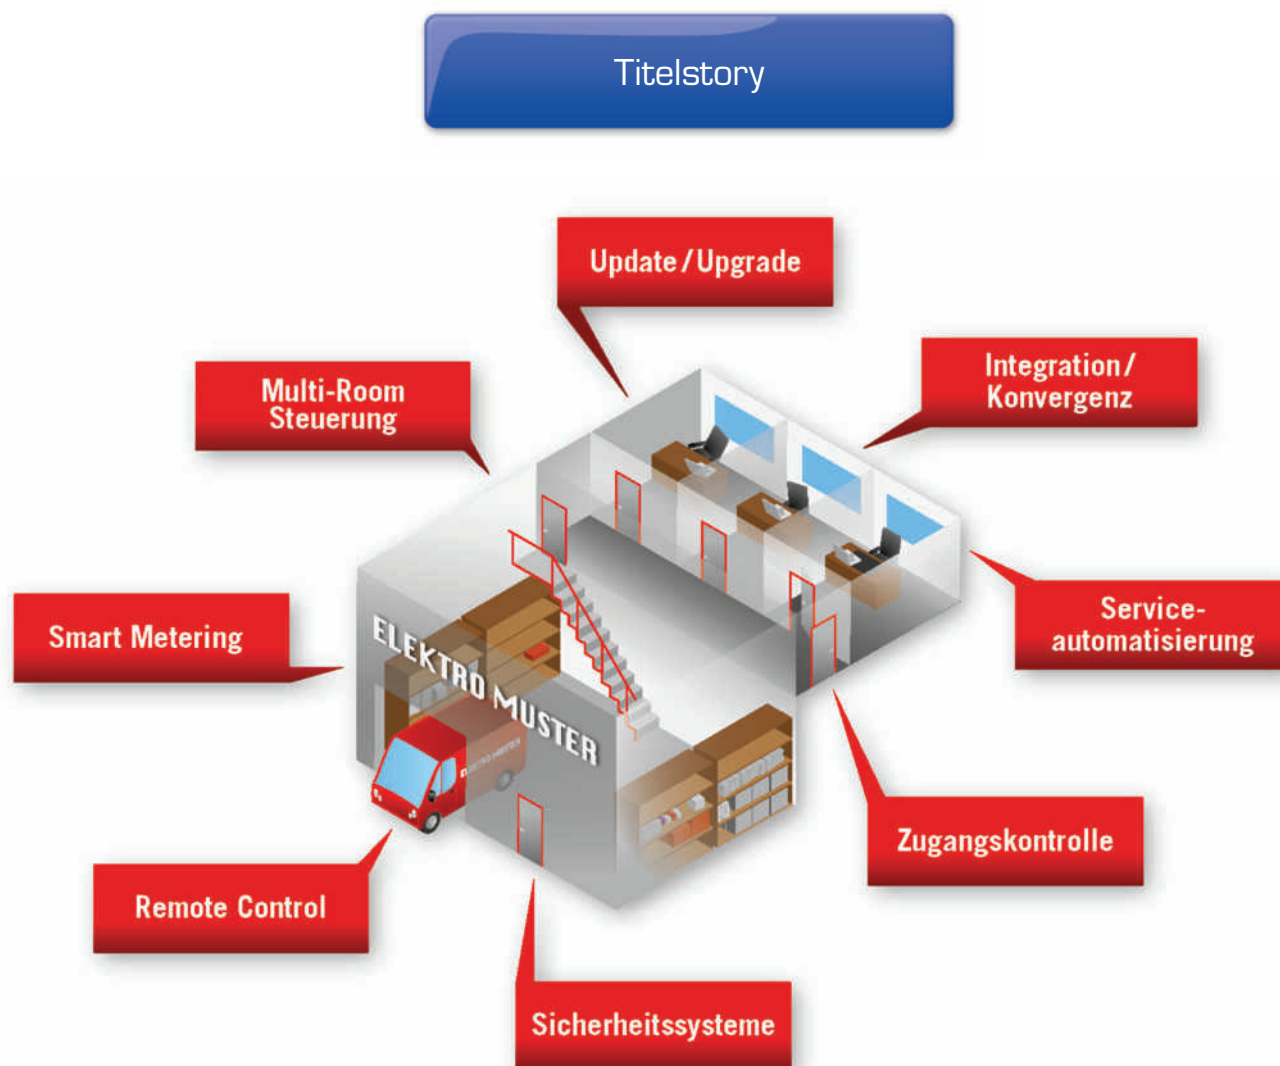 Titelstory
Update / Upgrade
Integration /
Konvergenz
Multi-Room
Steuerung
Service-
automatisierung
Smart Metering
ELEKTRO MUSTER
Zugangskontrolle
Remote Control
Sicherheitssysteme